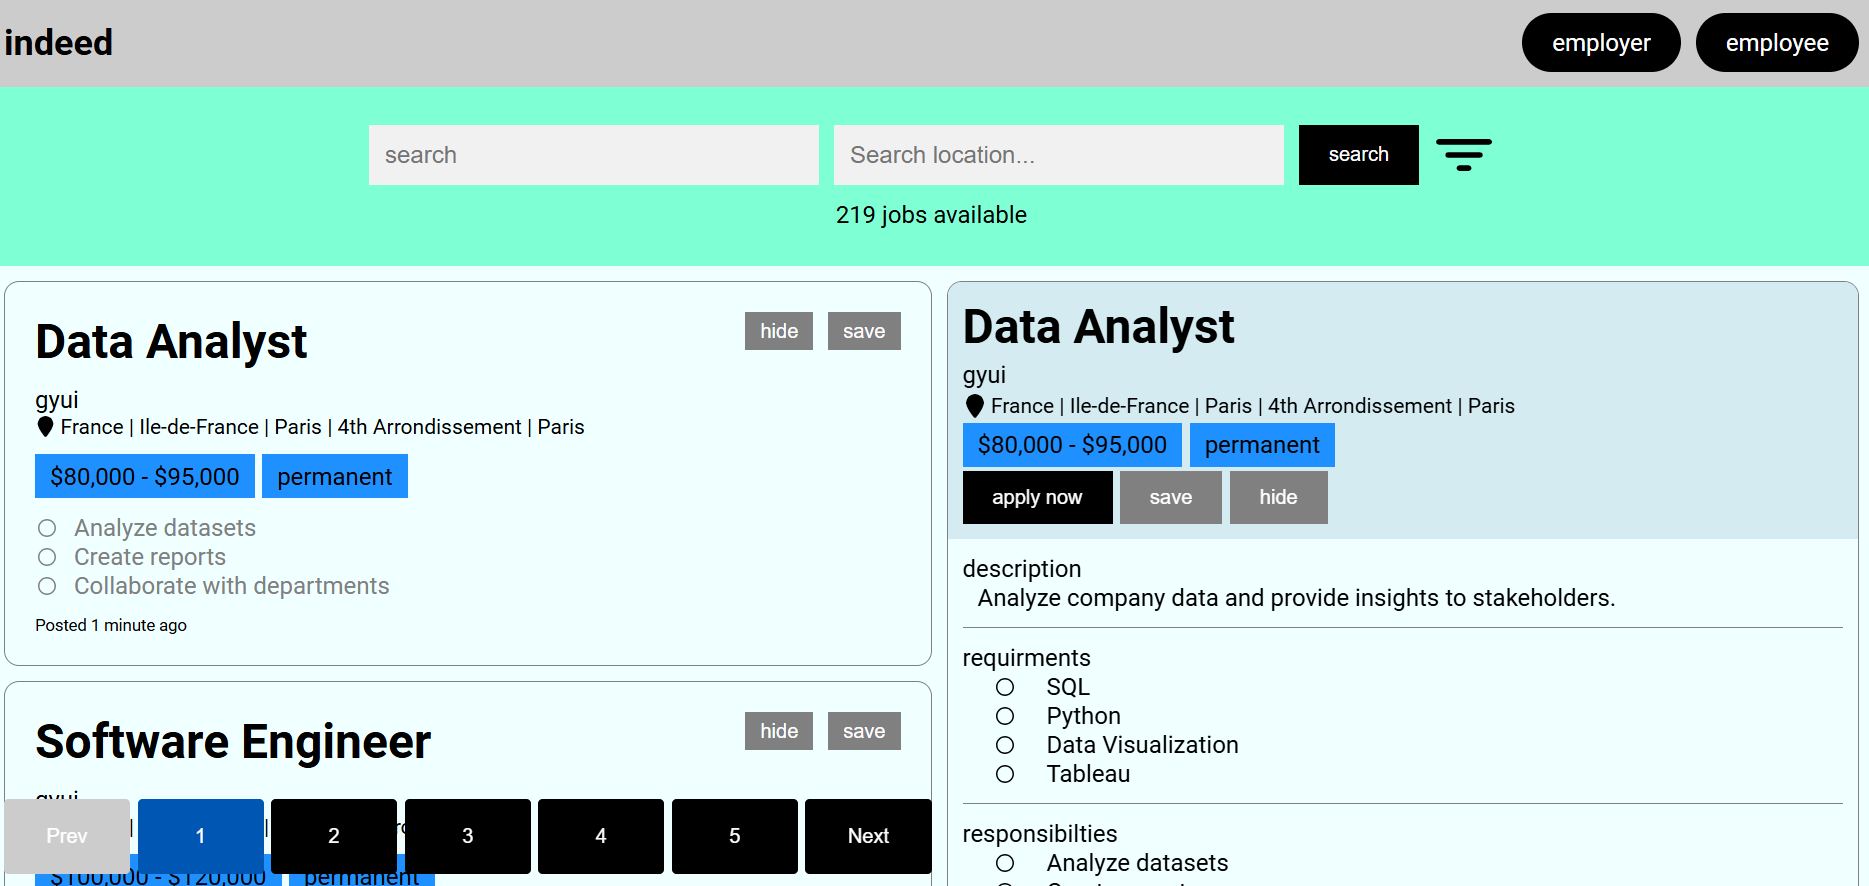 indeed
employer
employee
search
Search location...
search
219 jobs available
Data Analyst
hide
save
gyui
France | Ile-de-France | Paris | 4th Arrondissement | Paris
$80,000 - $95,000
permanent
Analyze datasets
Create reports
Collaborate with departments
Posted 1 minute ago
Software Engineer
hide
save
gyui
$100,000 - $120,000
permanent
Prev
1
2
3
4
5
Next
Data Analyst
gyui
France | Ile-de-France | Paris | 4th Arrondissement | Paris
$80,000 - $95,000
permanent
apply now
save
hide
description
Analyze company data and provide insights to stakeholders.
requirments
SQL
Python
Data Visualization
Tableau
responsibilties
Analyze datasets